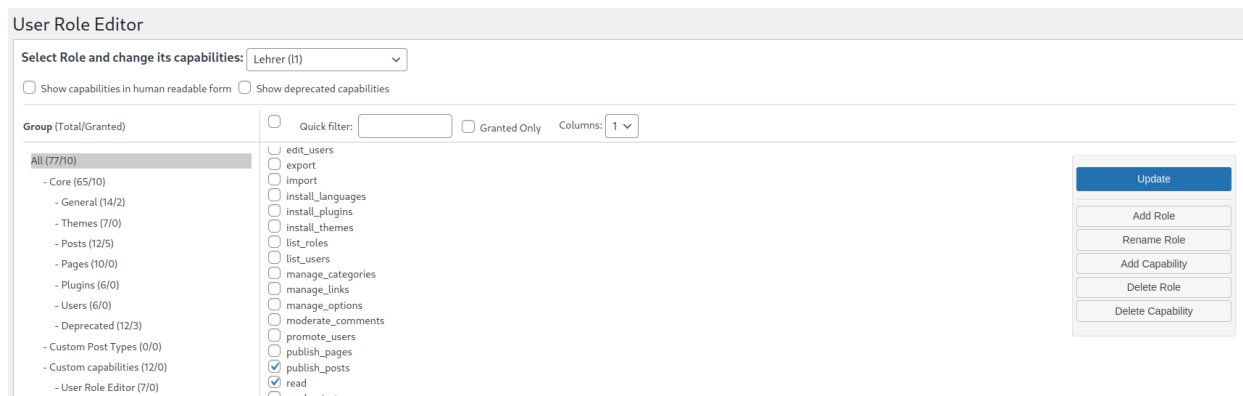 User Role Editor
Select Role and change its capabilities: Lehrer (l1)
Show capabilities in human readable form Show deprecated capabilities
Group (Total/Granted) Quick filter: Granted Only Columns: 1
All (77/10)
- Core (65/10)
- General (14/2)
- Themes (7/0)
- Posts (12/5)
- Pages (10/0)
- Plugins (6/0)
- Users (6/0)
- Deprecated (12/3)
- Custom Post Types (0/0)
- Custom capabilities (12/0)
- User Role Editor (7/0)
edit_users
export
import
install_languages
install_plugins
install_themes
list_roles
list_users
manage_categories
manage_links
manage_options
moderate_comments
promote_users
publish_pages
publish_posts
read
Update
Add Role
Rename Role
Add Capability
Delete Role
Delete Capability